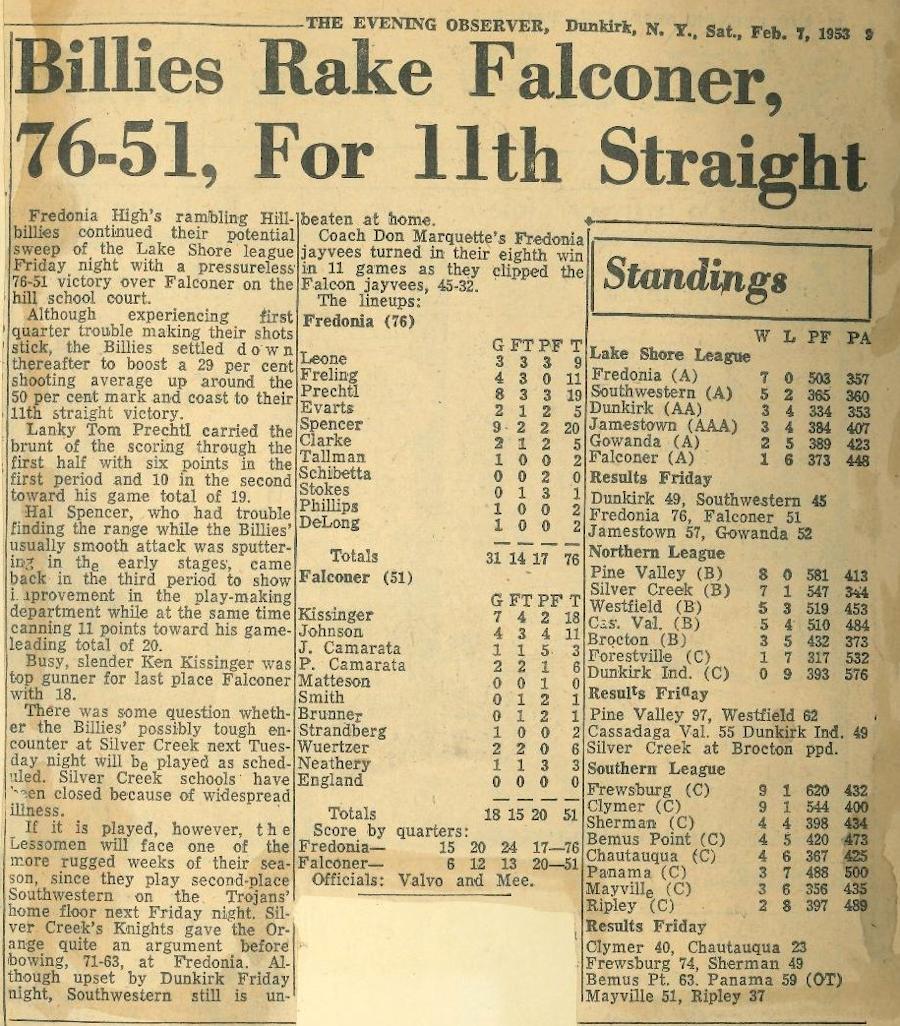 THE EVENING OBSERVER, Dunkirk, N. Y., Sat., Feb. 7, 1953 9
Billies Rake Falconer,
76-51, For 11th Straight
Fredonia High's rambling Hill-
billies continued their potential
sweep of the Lake Shore league
Friday night with a pressureless
76-51 victory over Falconer on the
hill school court.
Although experiencing first
quarter trouble making their shots
stick, the Billies settled down
thereafter to boost a 29 per cent
shooting average up around the
50 per cent mark and coast to their
11th straight victory.
Lanky Tom Prechtl carried the
brunt of the scoring through the
first half with six points in the
first period and 10 in the second
toward his game total of 19.
Hal Spencer, who had trouble
finding the range while the Billies'
usually smooth attack was sputter-
ing in the early stages, came
back in the third period to show
i.aprovement in the play-making
department while at the same time
canning 11 points toward his game-
leading total of 20.
Busy, slender Ken Kissinger was
top gunner for last place Falconer
with 18.
There was some question wheth-
er the Billies' possibly tough en-
counter at Silver Creek next Tues-
day night will be played as sched-
uled. Silver Creek schools have
been closed because of widespread
illness.
If it is played, however, the
Lessomen will face one of the
more rugged weeks of their sea-
son, since they play second-place
Southwestern on the Trojans'
home floor next Friday night. Sil-
ver Creek's Knights gave the Or-
ange quite an argument before
bowing, 71-63, at Fredonia. Al-
though upset by Dunkirk Friday
night, Southwestern still is un-
beaten at home.
Coach Don Marquette's Fredonia
jayvees turned in their eighth win
in 11 games as they clipped the
Falcon jayvees, 45-32.
The lineups:
Fredonia (76)
G FT PF T
Leone 3 3 3 9
Freling 4 3 0 11
Prechtl 8 3 3 19
Evarts 2 1 2 5
Spencer 9 2 2 20
Clarke 2 1 2 5
Tallman 1 0 0 2
Schibetta 0 0 2 0
Stokes 0 1 3 1
Phillips 1 0 0 2
DeLong 1 0 0 2
Totals 31 14 17 76
Falconer (51)
G FT PF T
Kissinger 7 4 2 18
Johnson 4 3 4 11
J. Camarata 1 1 5 3
P. Camarata 2 2 1 6
Matteson 0 0 1 0
Smith 0 1 2 1
Brunner 0 1 2 1
Strandberg 1 0 0 2
Wuertzer 2 2 0 6
Neathery 1 1 3 3
England 0 0 0 0
Totals 18 15 20 51
Score by quarters:
Fredonia— 15 20 24 17—76
Falconer— 6 12 13 20—51
Officials: Valvo and Mee.
Standings
W L PF PA
Lake Shore League
Fredonia (A) 7 0 503 357
Southwestern (A) 5 2 365 360
Dunkirk (AA) 3 4 334 353
Jamestown (AAA) 3 4 384 407
Gowanda (A) 2 5 389 423
Falconer (A) 1 6 373 448
Results Friday
Dunkirk 49, Southwestern 45
Fredonia 76, Falconer 51
Jamestown 57, Gowanda 52
Northern League
Pine Valley (B) 8 0 581 413
Silver Creek (B) 7 1 547 344
Westfield (B) 5 3 519 453
Cas. Val. (B) 5 4 510 484
Brocton (B) 3 5 432 373
Forestville (C) 1 7 317 532
Dunkirk Ind. (C) 0 9 393 576
Results Friday
Pine Valley 97, Westfield 62
Cassadaga Val. 55 Dunkirk Ind. 49
Silver Creek at Brocton ppd.
Southern League
Frewsburg (C) 9 1 620 432
Clymer (C) 9 1 544 400
Sherman (C) 4 4 398 434
Bemus Point (C) 4 5 420 473
Chautauqua (C) 4 6 367 425
Panama (C) 3 7 488 500
Mayville (C) 3 6 356 435
Ripley (C) 2 8 397 489
Results Friday
Clymer 40, Chautauqua 23
Frewsburg 74, Sherman 49
Bemus Pt. 63. Panama 59 (OT)
Mayville 51, Ripley 37